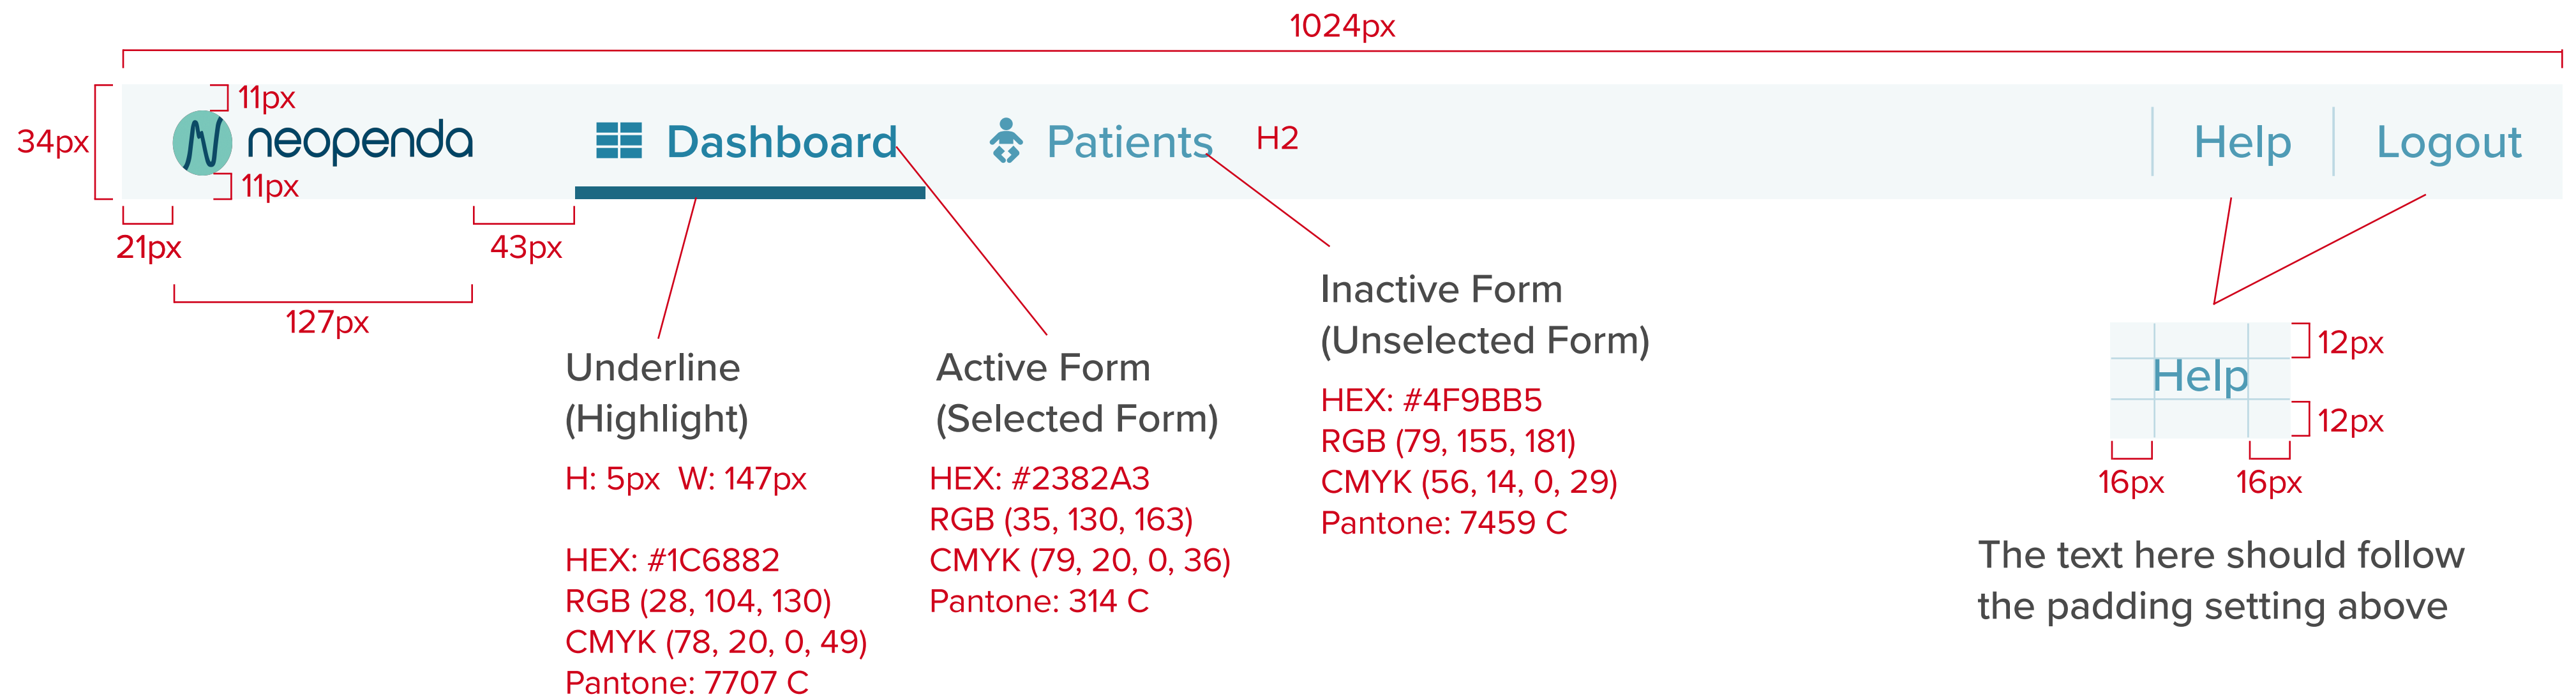 1024px
11px
34px
neopenda
Dashboard
Patients
H2
Help
Logout
11px
21px
43px
127px
Underline
(Highlight)
H: 5px W: 147px
HEX: #1C6882
RGB (28, 104, 130)
CMYK (78, 20, 0, 49)
Pantone: 7707 C
Active Form
(Selected Form)
HEX: #2382A3
RGB (35, 130, 163)
CMYK (79, 20, 0, 36)
Pantone: 314 C
Inactive Form
(Unselected Form)
HEX: #4F9BB5
RGB (79, 155, 181)
CMYK (56, 14, 0, 29)
Pantone: 7459 C
12px
Help
12px
16px
16px
The text here should follow
the padding setting above